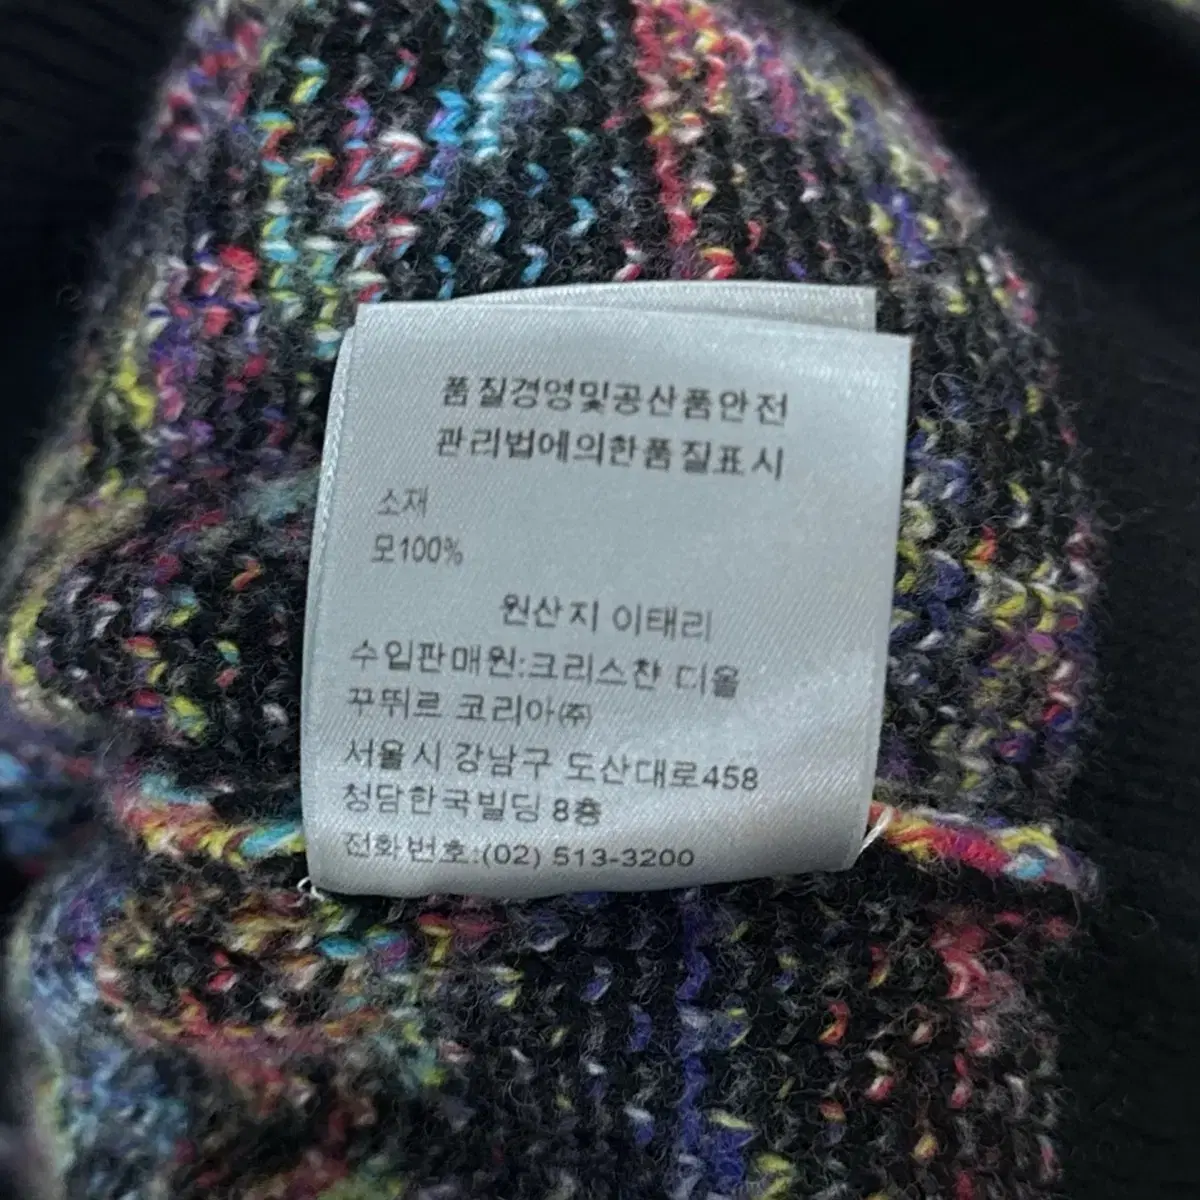 품질경영및공산품안전
관리법에의한품질표시
소재
모100%
원산지 이태리
수입판매원:크리스챤 디올
꾸뛰르 코리아㈜
서울시 강남구 도산대로458
청담한국빌딩 8층
전화번호:(02) 513-3200